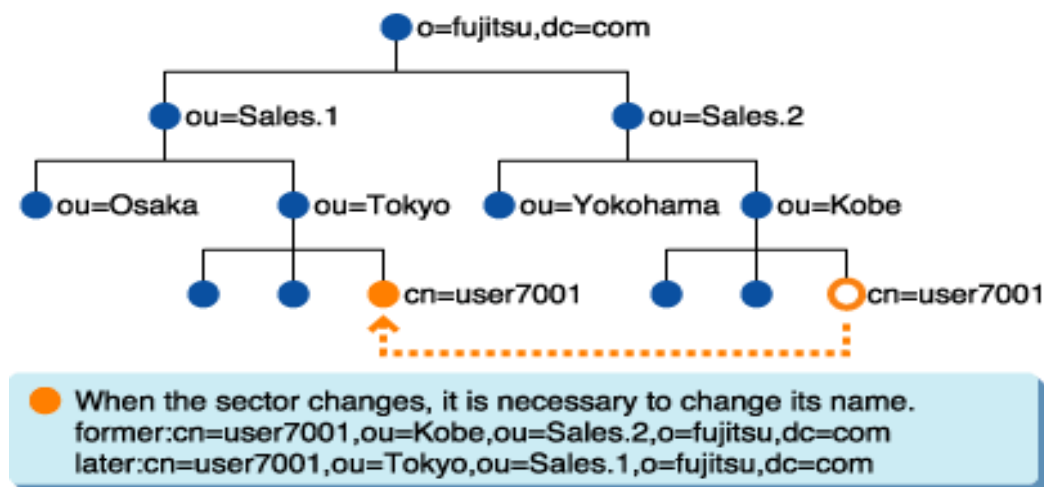 o=fujitsu,dc=com
ou=Sales.1 ou=Sales.2
ou=Osaka ou=Tokyo ou=Yokohama ou=Kobe
cn=user7001 cn=user7001
When the sector changes, it is necessary to change its name.
former:cn=user7001,ou=Kobe,ou=Sales.2,o=fujitsu,dc=com
later:cn=user7001,ou=Tokyo,ou=Sales.1,o=fujitsu,dc=com